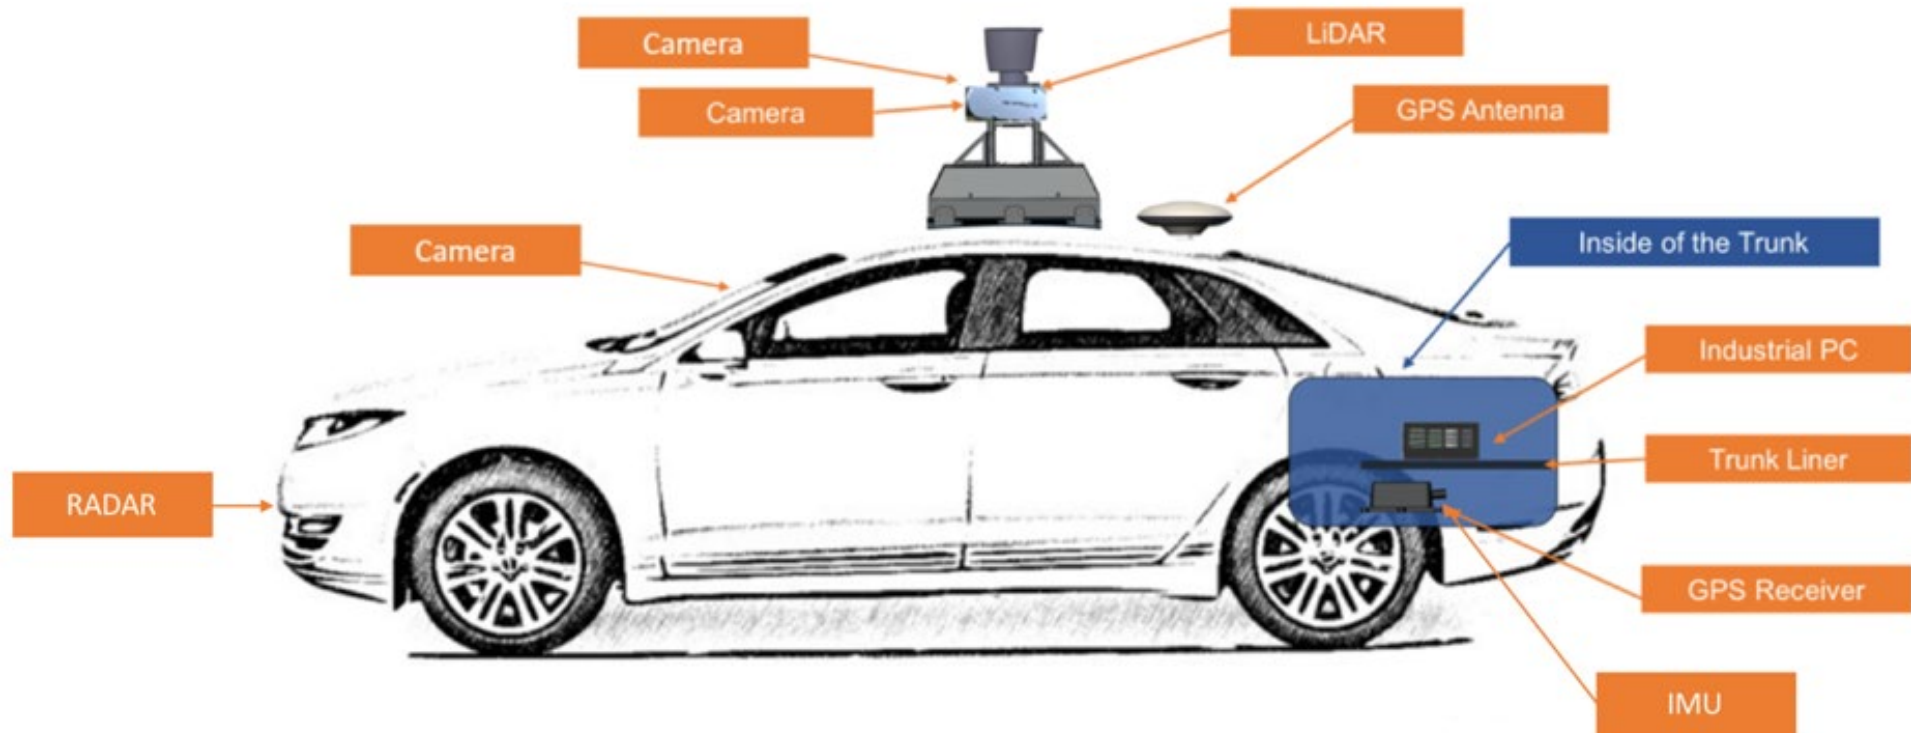 Camera
LiDAR
Camera
GPS Antenna
Camera
Inside of the Trunk
Industrial PC
Trunk Liner
RADAR
GPS Receiver
IMU